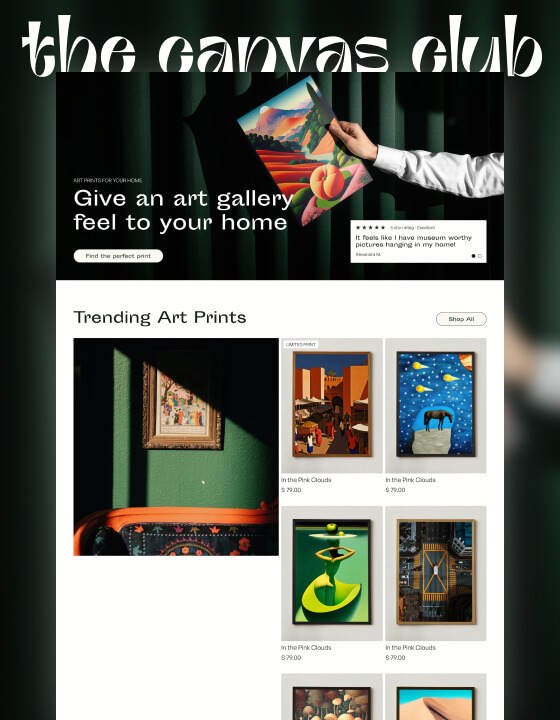 the canvas club
ART PRINTS FOR YOUR HOME
Give an art gallery
feel to your home
Find the perfect print
★★★★★ 5 star rating - Excellent
It feels like I have museum worthy
pictures hanging in my home!
Alexandra M.
Trending Art Prints
Shop All
LIMITED PRINT
In the Pink Clouds
$ 79.00
In the Pink Clouds
$ 79.00
In the Pink Clouds
$ 79.00
In the Pink Clouds
$ 79.00